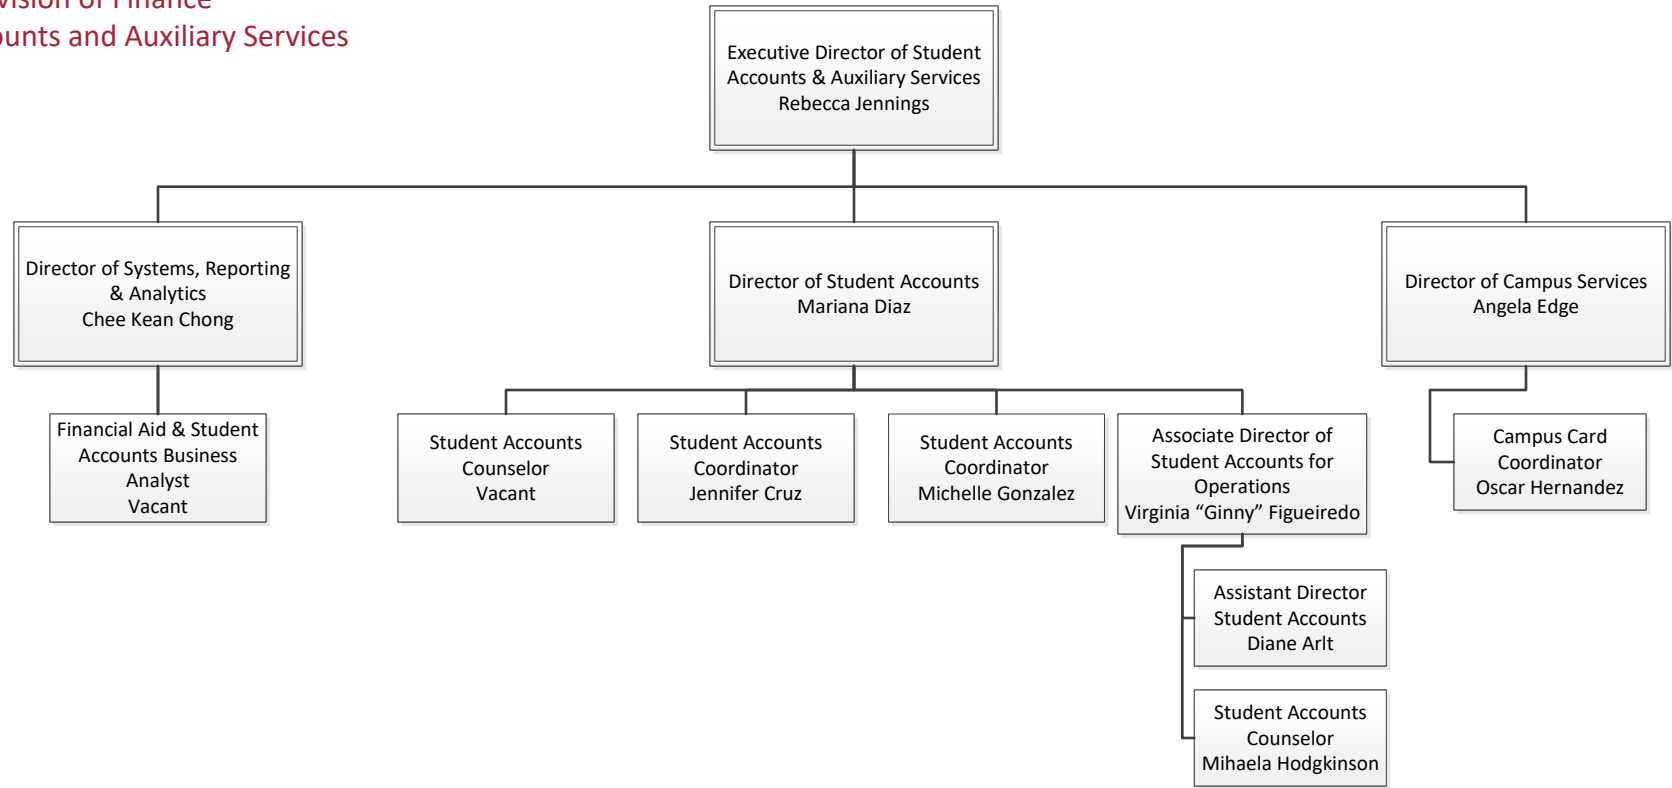 and Auxiliary Services
Executive Director of Student
Accounts & Auxiliary Services
Rebecca Jennings
Director of Systems, Reporting
& Analytics
Chee Kean Chong
Director of Student Accounts
Mariana Diaz
Director of Campus Services
Angela Edge
Financial Aid & Student
Accounts Business
Analyst
Vacant
Student Accounts
Counselor
Vacant
Student Accounts
Coordinator
Jennifer Cruz
Student Accounts
Coordinator
Michelle Gonzalez
Associate Director of
Student Accounts for
Operations
Virginia “Ginny” Figueiredo
Campus Card
Coordinator
Oscar Hernandez
Assistant Director
Student Accounts
Diane Arlt
Student Accounts
Counselor
Mihaela Hodgkinson